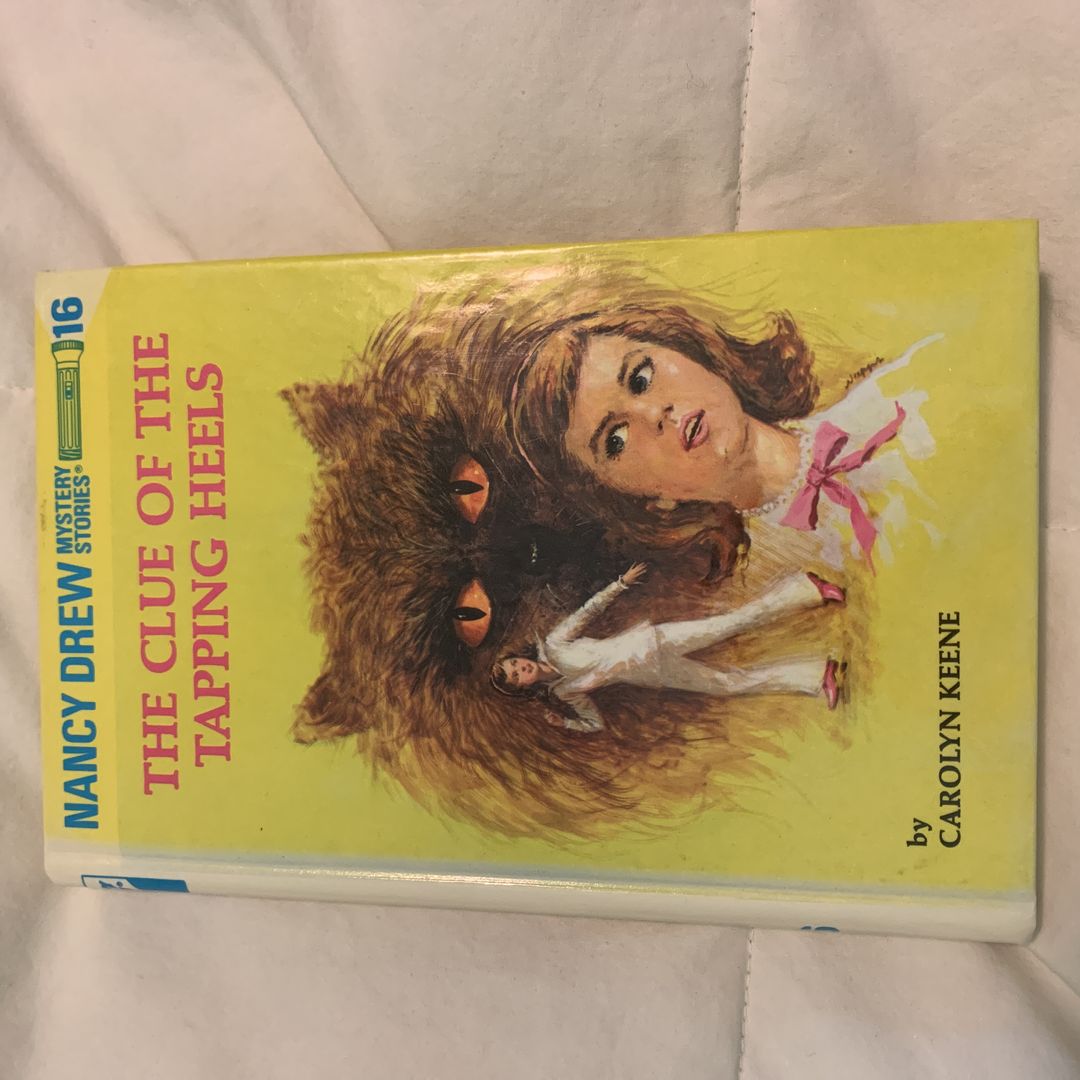 NANCY DREW MYSTERY STORIES® 16
THE CLUE OF THE
TAPPING HEELS
by
CAROLYN KEENE